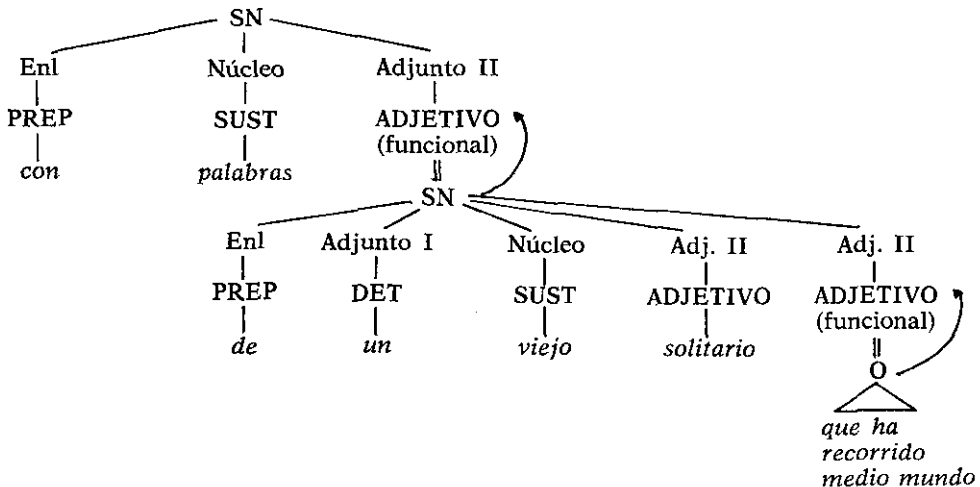 SN
Enl Núcleo Adjunto II
PREP SUST ADJETIVO
(funcional)
con palabras
SN
Enl Adjunto I Núcleo Adj. II Adj. II
PREP DET SUST ADJETIVO ADJETIVO
(funcional)
de un viejo solitario
O
que ha
recorrido
medio mundo